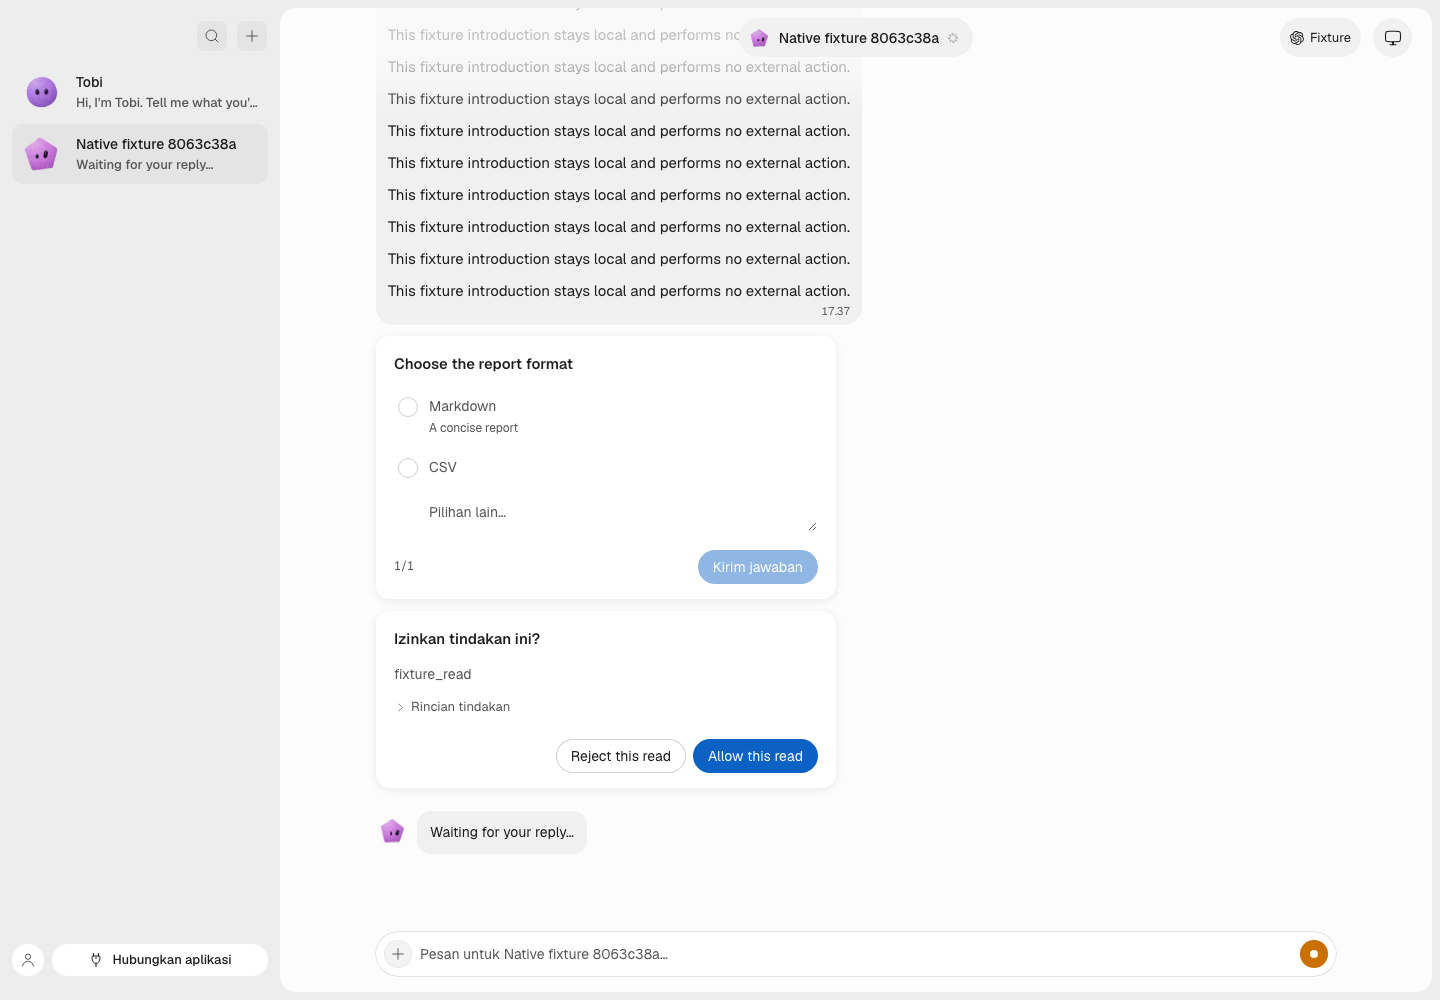 Tobi
Hi, I'm Tobi. Tell me what you'...
Native fixture 8063c38a
Waiting for your reply...
Hubungkan aplikasi
Native fixture 8063c38a
Fixture
This fixture introduction stays local and performs no
This fixture introduction stays local and performs no external action.
This fixture introduction stays local and performs no external action.
This fixture introduction stays local and performs no external action.
This fixture introduction stays local and performs no external action.
This fixture introduction stays local and performs no external action.
This fixture introduction stays local and performs no external action.
This fixture introduction stays local and performs no external action.
This fixture introduction stays local and performs no external action.
17.37
Choose the report format
Markdown
A concise report
CSV
Pilihan lain...
1/1
Kirim jawaban
Izinkan tindakan ini?
fixture_read
Rincian tindakan
Reject this read
Allow this read
Waiting for your reply...
Pesan untuk Native fixture 8063c38a...